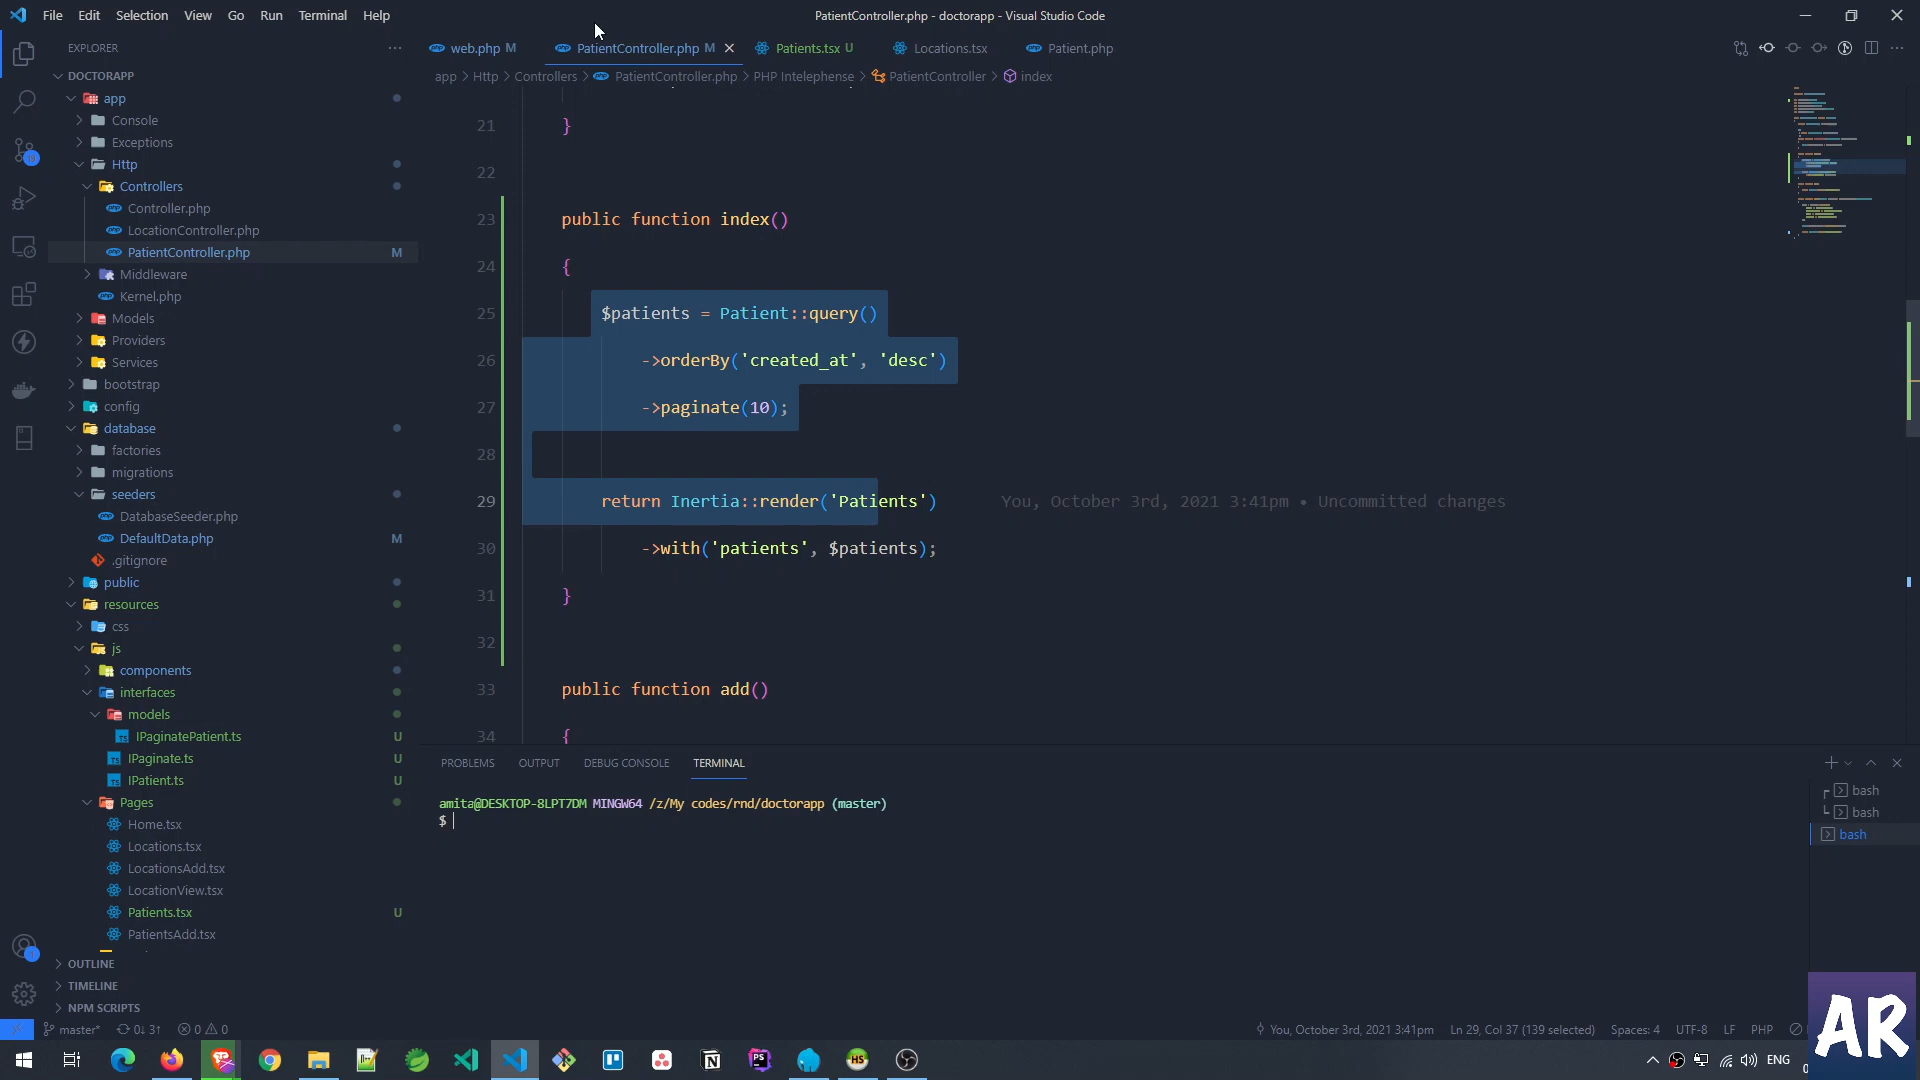 File Edit Selection View Go Run Terminal Help
PatientController.php - doctorapp - Visual Studio Code
EXPLORER
web.php M
PatientController.php M
Patients.tsx U
Locations.tsx
Patient.php
app > Http > Controllers > PatientController.php > PHP Intelephense > PatientController > index
DOCTORAPP
app
Console
Exceptions
Http
Controllers
Controller.php
LocationController.php
PatientController.php M
Middleware
Kernel.php
Models
Providers
Services
bootstrap
config
database
factories
migrations
seeders
DatabaseSeeder.php
DefaultData.php M
.gitignore
public
resources
css
js
components
interfaces
models
IPaginatePatient.ts U
IPaginate.ts U
IPatient.ts U
Pages
Home.tsx
Locations.tsx
LocationsAdd.tsx
LocationView.tsx
Patients.tsx U
PatientsAdd.tsx
OUTLINE
TIMELINE
NPM SCRIPTS
21 }
22
23 public function index()
24 {
25 $patients = Patient::query()
26 ->orderBy('created_at', 'desc')
27 ->paginate(10);
28
29 return Inertia::render('Patients') You, October 3rd, 2021 3:41pm • Uncommitted changes
30 ->with('patients', $patients);
31 }
32
33 public function add()
34 {
PROBLEMS OUTPUT DEBUG CONSOLE TERMINAL
amita@DESKTOP-8LPT7DM MINGW64 /z/My codes/rnd/doctorapp (master)
$
bash
bash
bash
master* 0↓ 3↑ 0 0
You, October 3rd, 2021 3:41pm Ln 29, Col 37 (139 selected) Spaces: 4 UTF-8 LF PHP
ENG
AR